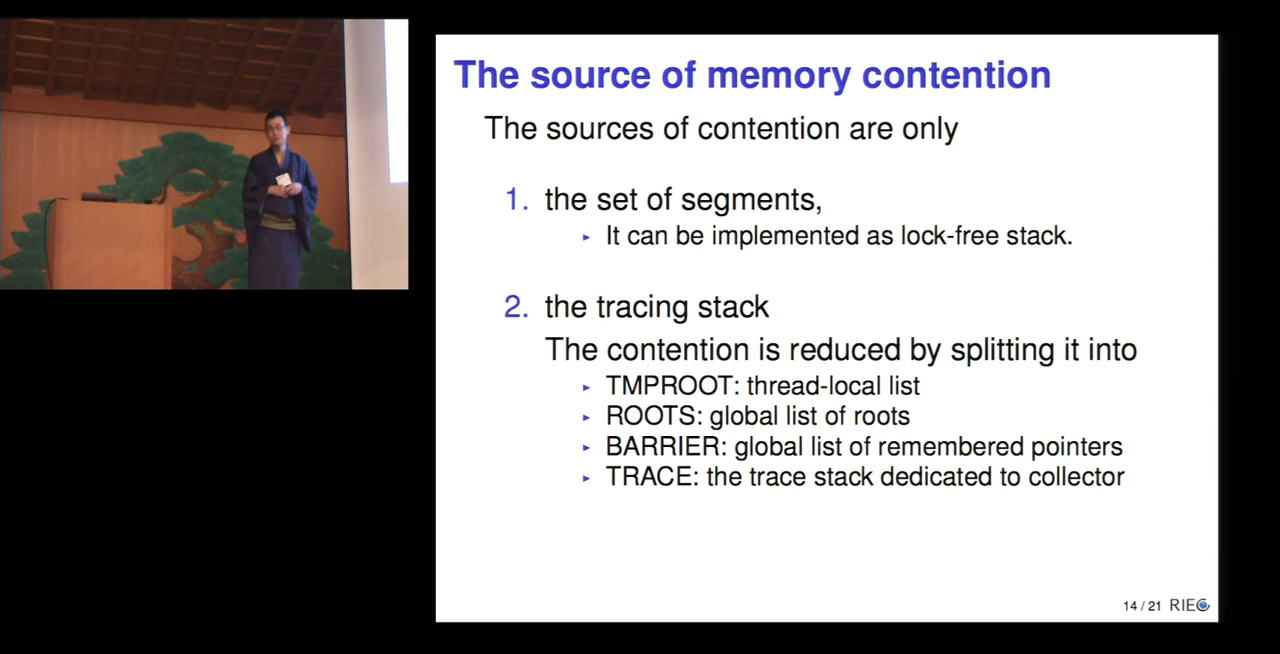 The source of memory contention
The sources of contention are only
1. the set of segments,
▸ It can be implemented as lock-free stack.
2. the tracing stack
The contention is reduced by splitting it into
▸ TMPROOT: thread-local list
▸ ROOTS: global list of roots
▸ BARRIER: global list of remembered pointers
▸ TRACE: the trace stack dedicated to collector
14 / 21 RIEC